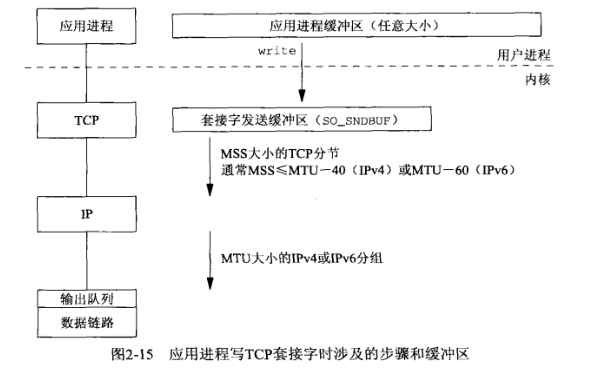 应用进程
应用进程缓冲区（任意大小）
write
用户进程
内核
TCP
套接字发送缓冲区（SO_SNDBUF）
MSS大小的TCP分节
通常MSS≤MTU－40（IPv4）或MTU－60（IPv6）
IP
MTU大小的IPv4或IPv6分组
输出队列
数据链路
图2-15 应用进程写TCP套接字时涉及的步骤和缓冲区